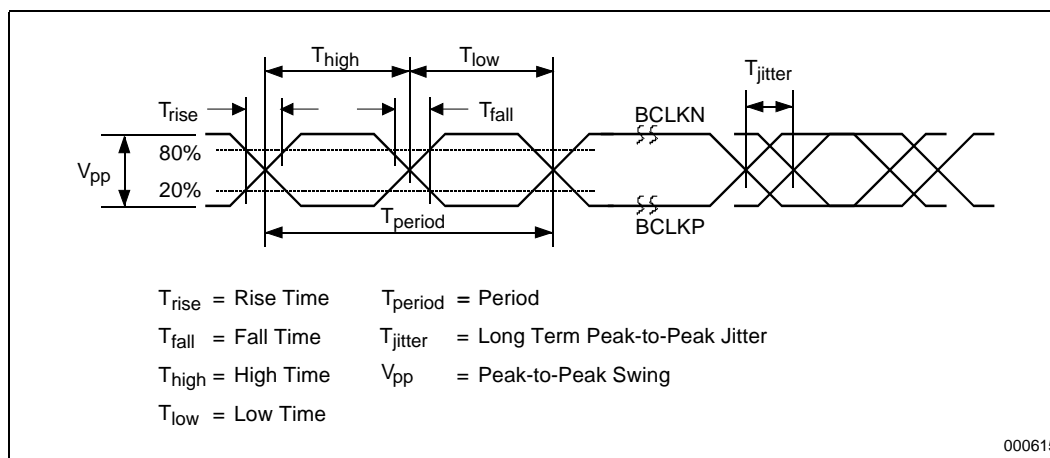 Thigh Tlow Tjitter
Trise Tfall BCLKN
80%
Vpp
20%
Tperiod BCLKP
Trise = Rise Time Tperiod = Period
Tfall = Fall Time Tjitter = Long Term Peak-to-Peak Jitter
Thigh = High Time Vpp = Peak-to-Peak Swing
Tlow = Low Time
000615